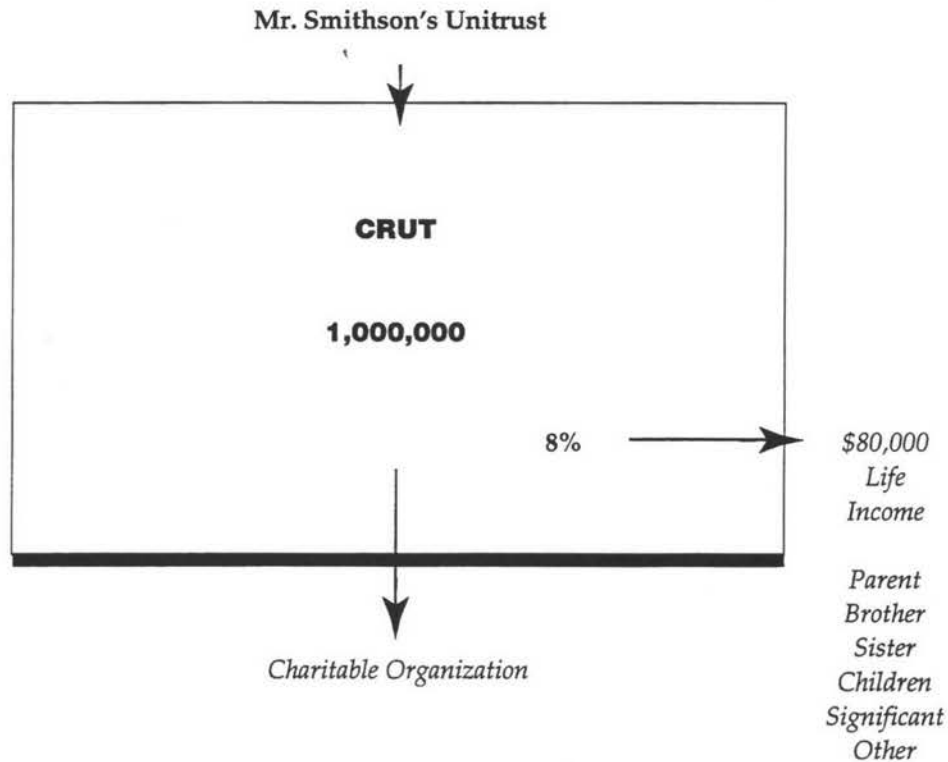 Mr. Smithson's Unitrust
CRUT
1,000,000
8%
$80,000
Life
Income
Parent
Brother
Sister
Children
Significant
Other
Charitable Organization